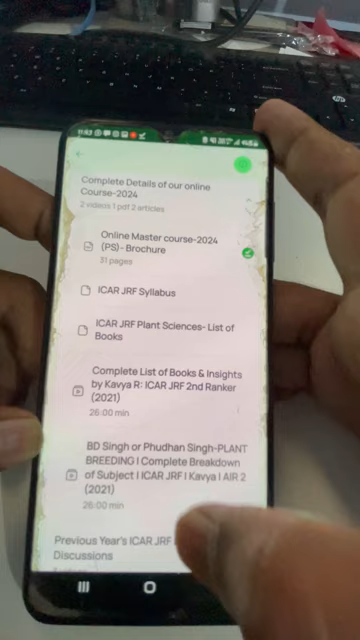 11:43
Complete Details of our online
Course-2024
2 videos 1 pdf 2 articles
Online Master course-2024
(PS)- Brochure
31 pages
ICAR JRF Syllabus
ICAR JRF Plant Sciences- List of
Books
Complete List of Books & Insights
by Kavya R: ICAR JRF 2nd Ranker
(2021)
26:00 min
BD Singh or Phudhan Singh-PLANT
BREEDING I Complete Breakdown
of Subject I ICAR JRF I Kavya I AIR 2
(2021)
26:00 min
Previous Year's ICAR JRF
Discussions